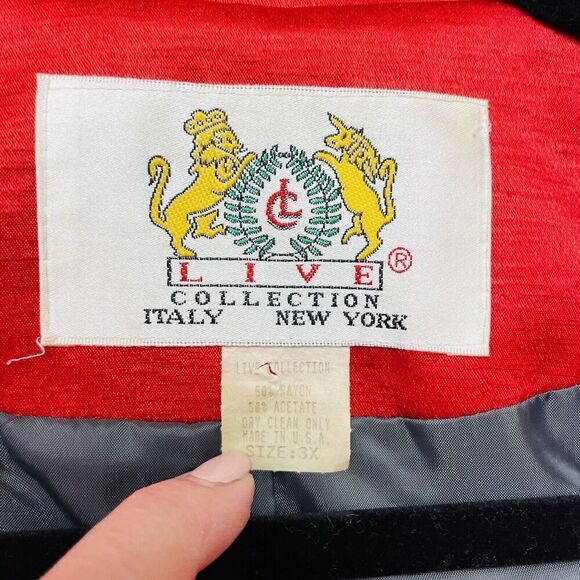 LC
LIVE ®
COLLECTION
ITALY NEW YORK
LIVE COLLECTION
50% RAYON
50% ACETATE
DRY CLEAN ONLY
MADE IN U.S.A.
SIZE:3X